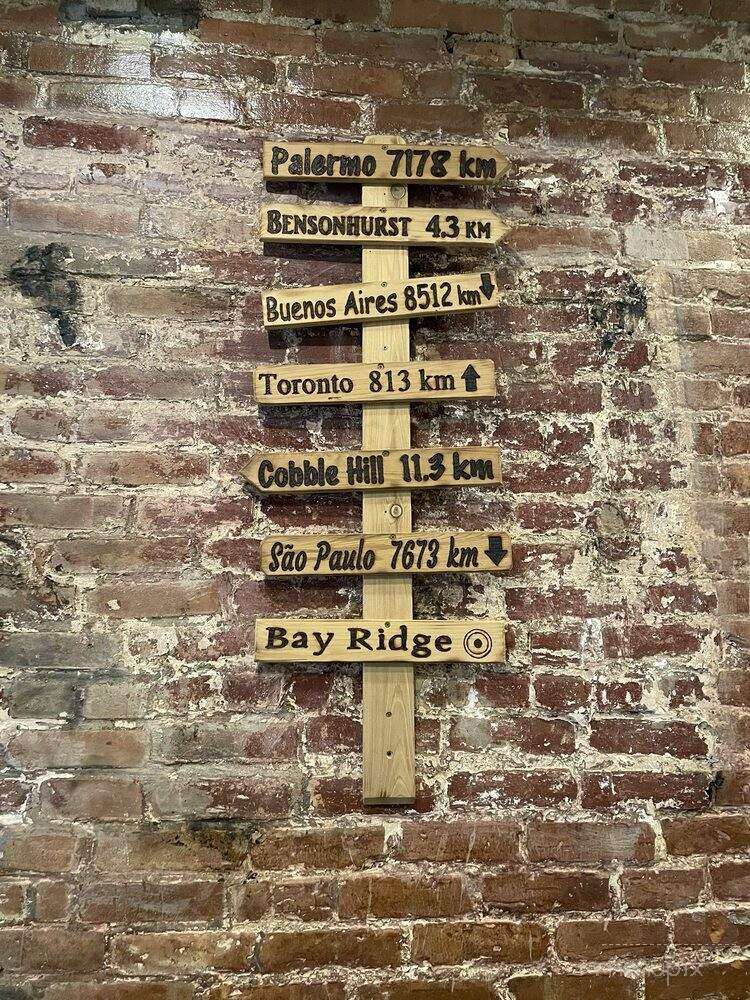 Palermo 7178 km
BENSONHURST 4.3 KM
Buenos Aires 8512 km
Toronto 813 km
Cobble Hill 11.3 km
São Paulo 7673 km
Bay Ridge